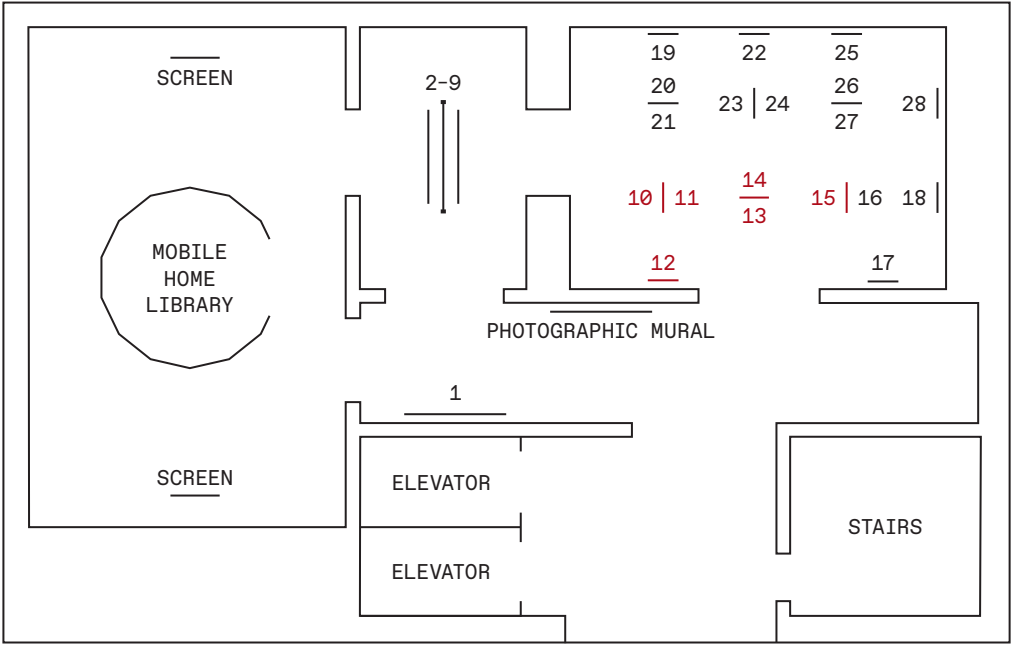 19
22
25
SCREEN
2–9
20
21
23
24
26
27
28
10
11
14
13
15
16
18
MOBILE
HOME
LIBRARY
12
17
PHOTOGRAPHIC MURAL
1
SCREEN
ELEVATOR
STAIRS
ELEVATOR